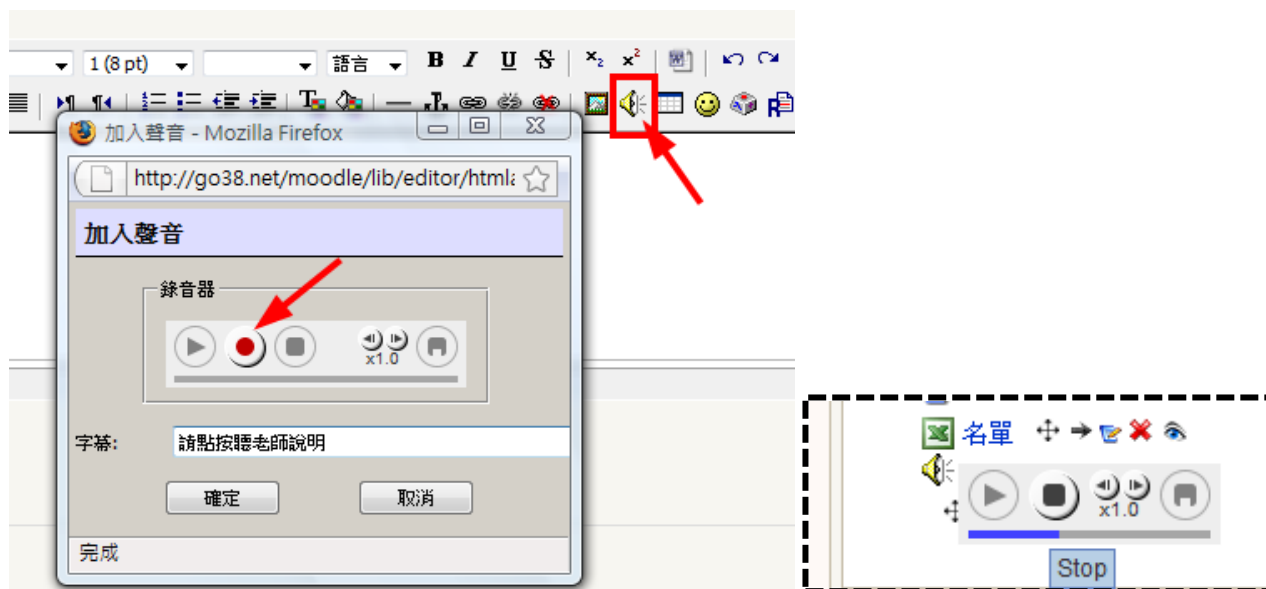 1 (8 pt) 語言 B I U S x₂ x²
加入聲音 - Mozilla Firefox
http://go38.net/moodle/lib/editor/htmla
加入聲音
錄音器
x1.0
字幕: 請點按聽老師說明
確定 取消
完成
名單
x1.0
Stop